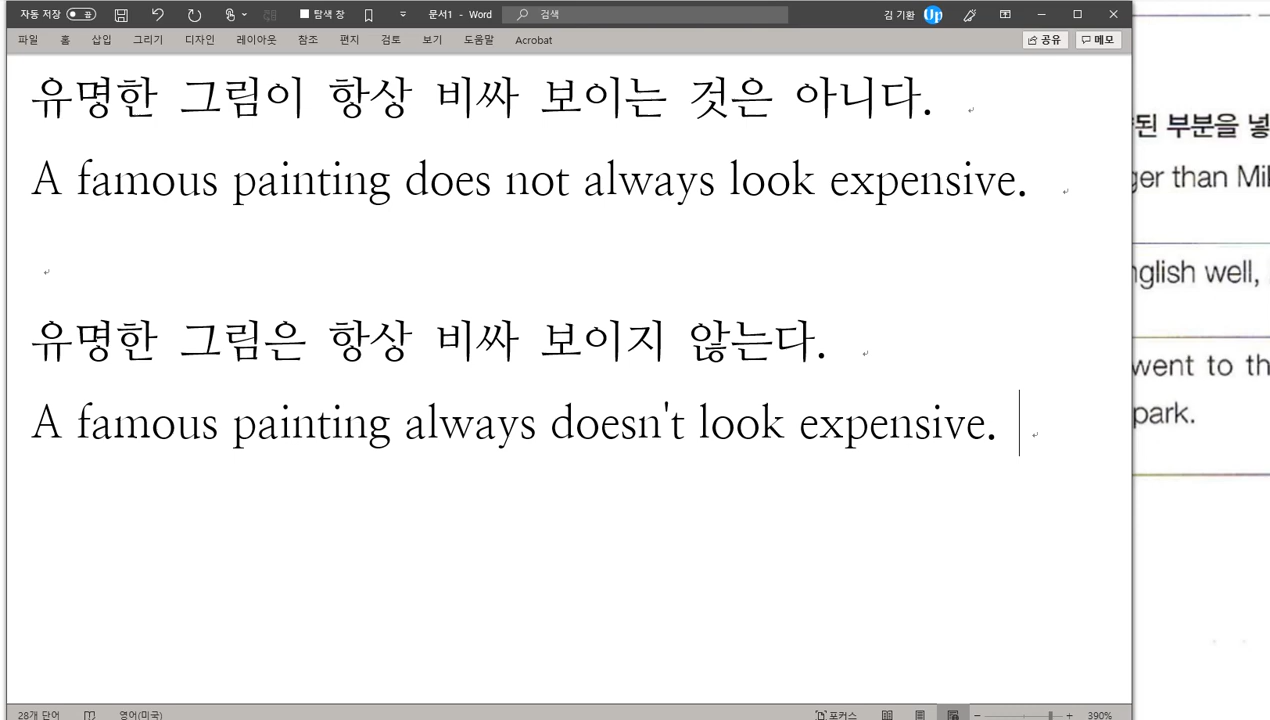 자동 저장 끔 탐색 창 문서1 - Word 검색 김 기환 Up
파일 홈 삽입 그리기 디자인 레이아웃 참조 편지 검토 보기 도움말 Acrobat 공유 메모
유명한 그림이 항상 비싸 보이는 것은 아니다.
A famous painting does not always look expensive.
유명한 그림은 항상 비싸 보이지 않는다.
A famous painting always doesn't look expensive.
된 부분을 넣
ger than Mil
nglish well,
went to th
park.
28개 단어 영어(미국) 포커스 390%